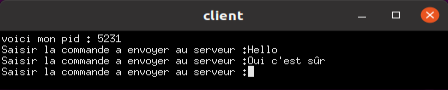 client
voici mon pid : 5231
Saisir la commande a envoyer au serveur :Hello
Saisir la commande a envoyer au serveur :Oui c'est sûr
Saisir la commande a envoyer au serveur :